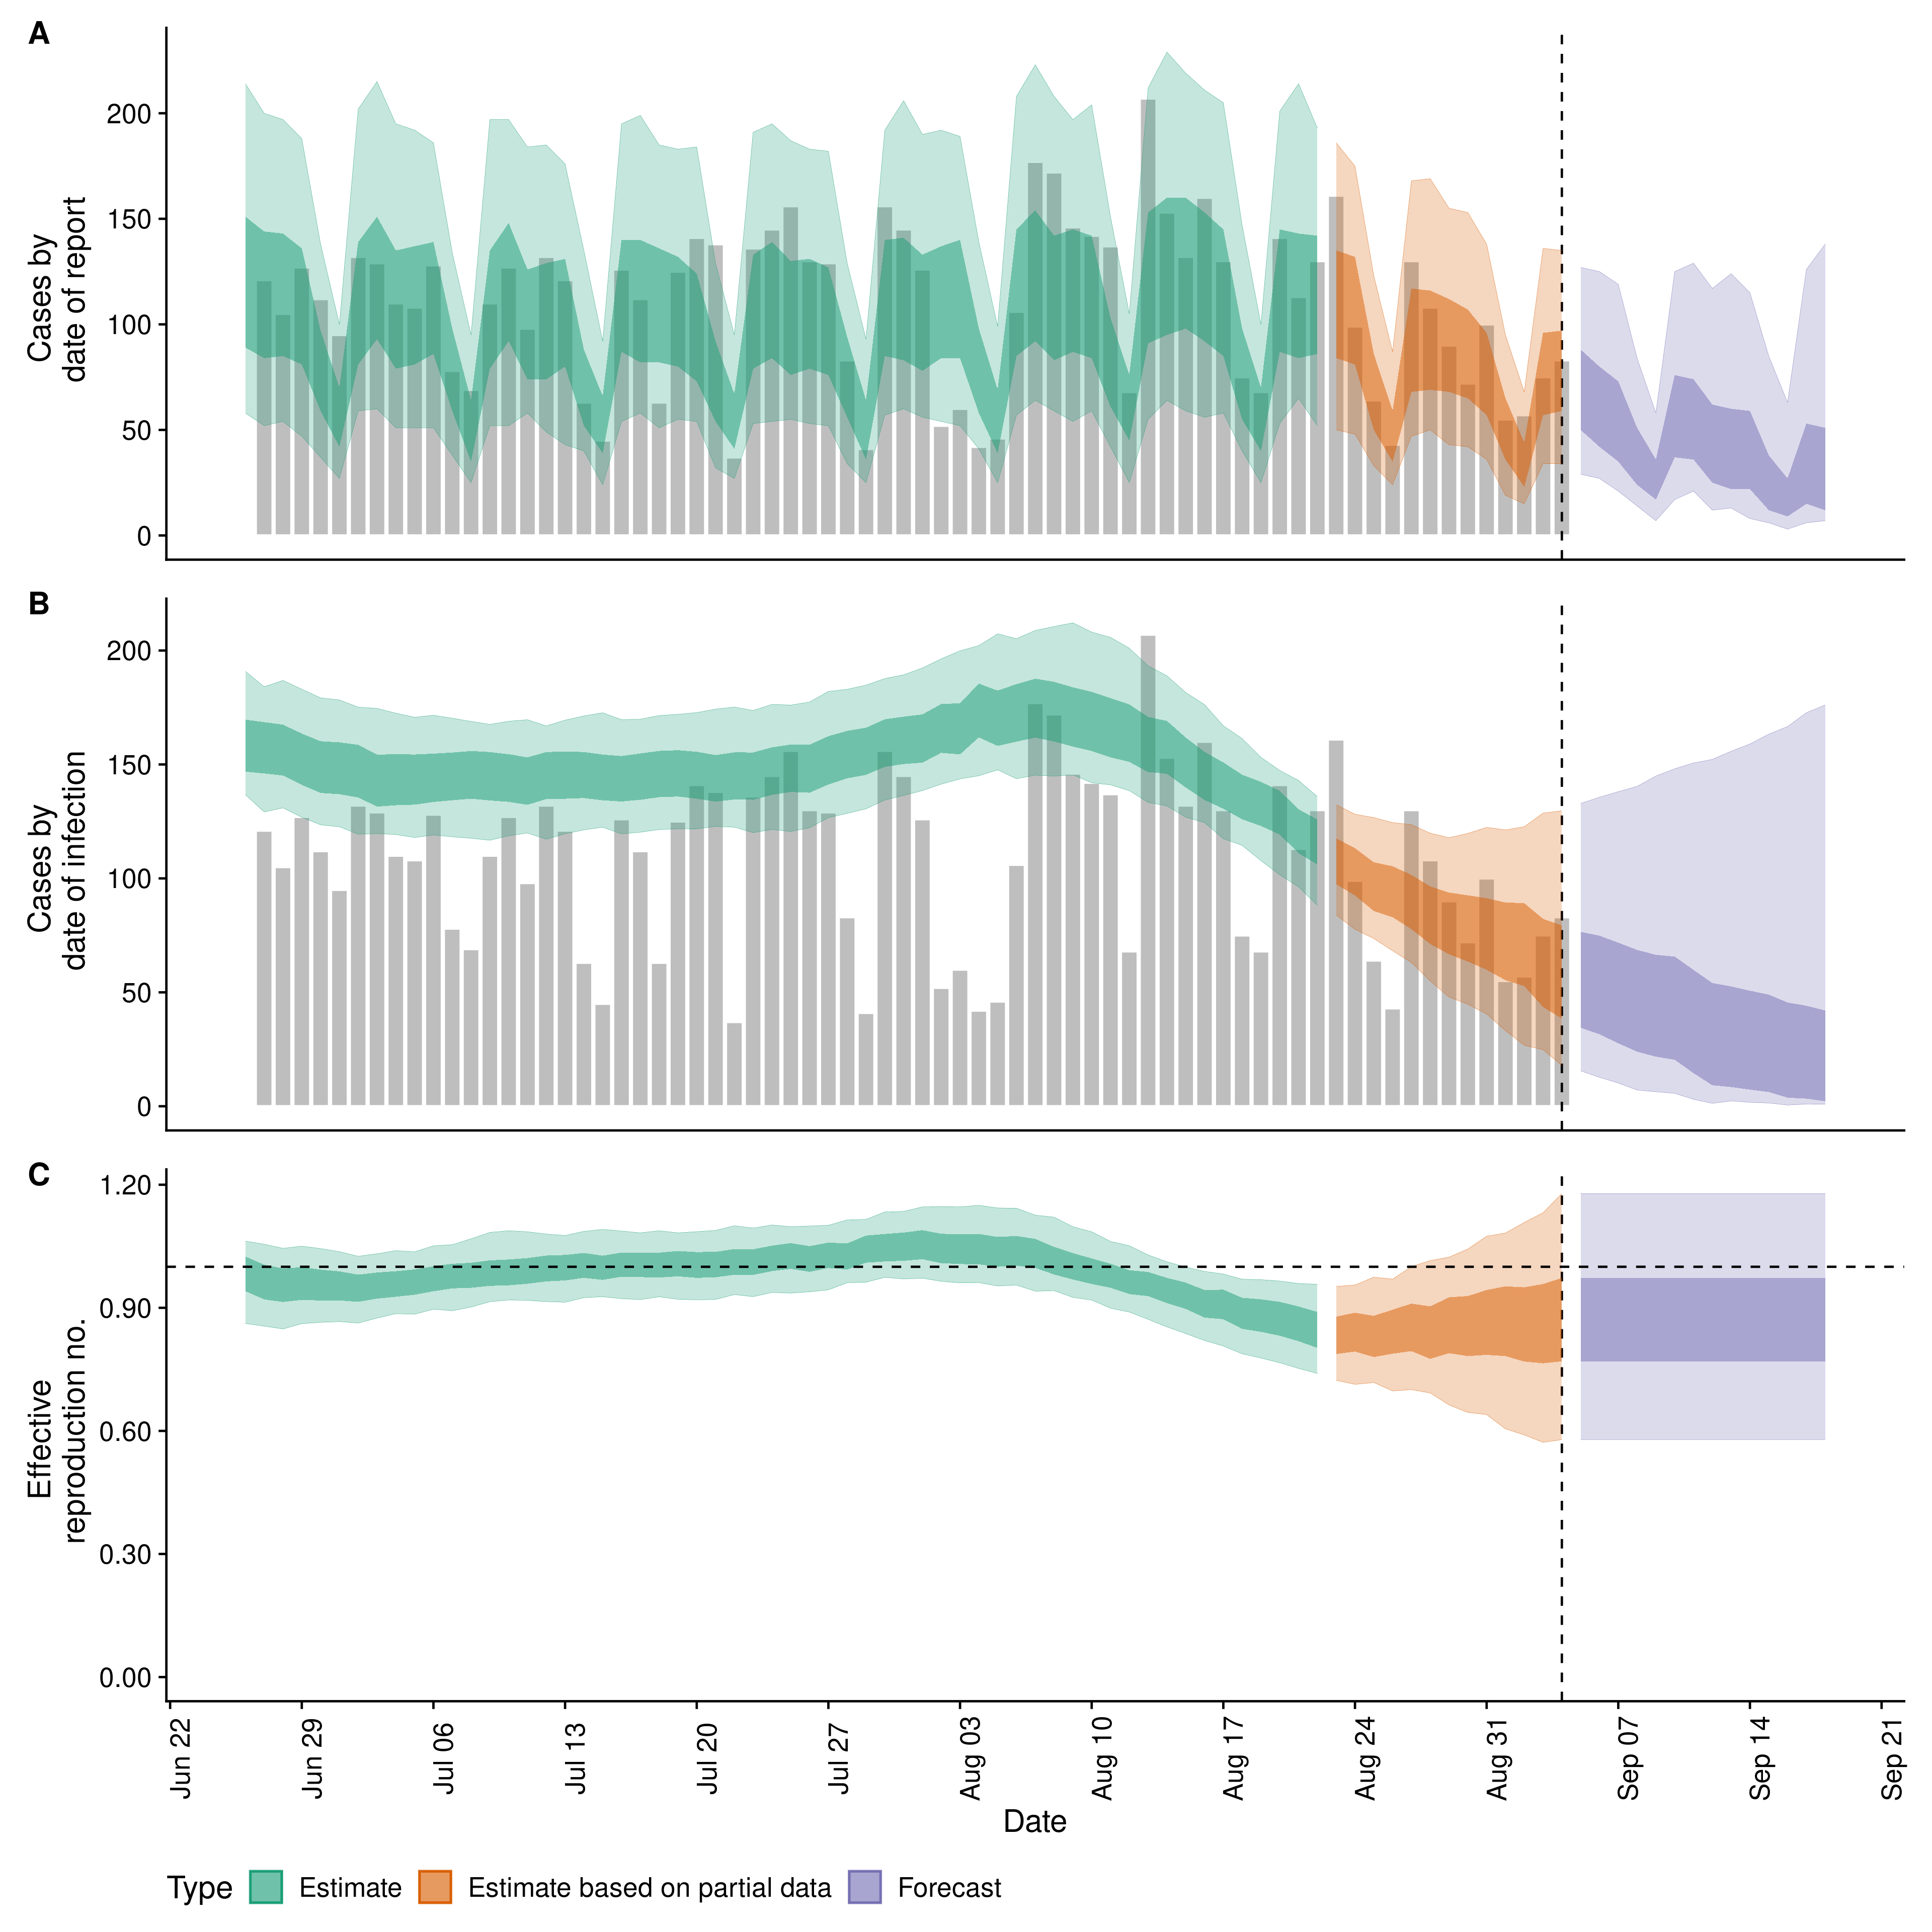 A
Cases by
date of report
200
150
100
50
0
B
Cases by
date of infection
200
150
100
50
0
C
Effective
reproduction no.
1.20
0.90
0.60
0.30
0.00
Jun 22
Jun 29
Jul 06
Jul 13
Jul 20
Jul 27
Aug 03
Aug 10
Aug 17
Aug 24
Aug 31
Sep 07
Sep 14
Sep 21
Date
Type Estimate Estimate based on partial data Forecast